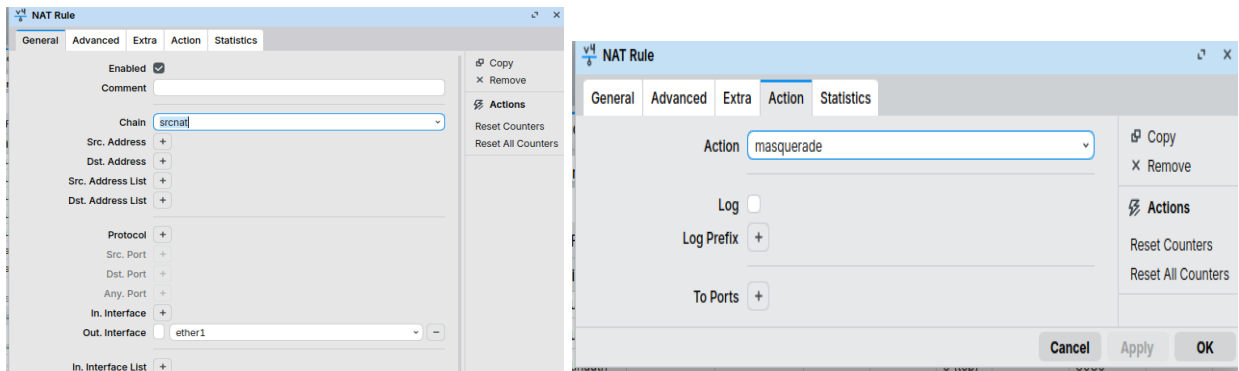 NAT Rule
General Advanced Extra Action Statistics
Enabled
Comment
Chain srcnat
Src. Address +
Dst. Address +
Src. Address List +
Dst. Address List +
Protocol +
Src. Port +
Dst. Port +
Any. Port +
In. Interface +
Out. Interface ether1 −
In. Interface List +
Copy
Remove
Actions
Reset Counters
Reset All Counters
NAT Rule
General Advanced Extra Action Statistics
Action masquerade
Log
Log Prefix +
To Ports +
Copy
Remove
Actions
Reset Counters
Reset All Counters
Cancel Apply OK